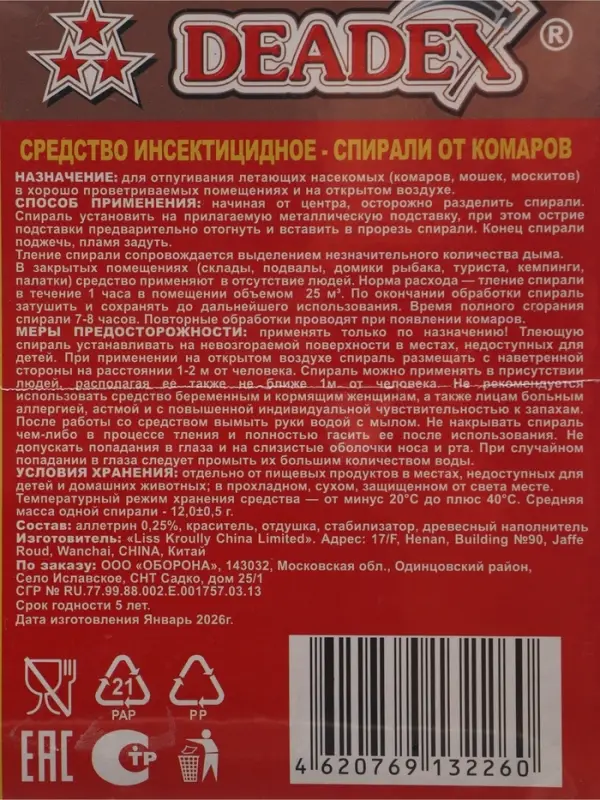 DEADEX ®
СРЕДСТВО ИНСЕКТИЦИДНОЕ - СПИРАЛИ ОТ КОМАРОВ
НАЗНАЧЕНИЕ: для отпугивания летающих насекомых (комаров, мошек, москитов)
в хорошо проветриваемых помещениях и на открытом воздухе.
СПОСОБ ПРИМЕНЕНИЯ: начиная от центра, осторожно разделить спирали.
Спираль установить на прилагаемую металлическую подставку, при этом острие
подставки предварительно отогнуть и вставить в прорезь спирали. Конец спирали
поджечь, пламя задуть.
Тление спирали сопровождается выделением незначительного количества дыма.
В закрытых помещениях (склады, подвалы, домики рыбака, туриста, кемпинги,
палатки) средство применяют в отсутствие людей. Норма расхода — тление спирали
в течение 1 часа в помещении объемом 25 м³. По окончании обработки спираль
затушить и сохранять до дальнейшего использования. Время полного сгорания
спирали 7-8 часов. Повторные обработки проводят при появлении комаров.
МЕРЫ ПРЕДОСТОРОЖНОСТИ: применять только по назначению! Тлеющую
спираль устанавливать на невозгораемой поверхности в местах, недоступных для
детей. При применении на открытом воздухе спираль размещать с наветренной
стороны на расстоянии 1-2 м от человека. Спираль можно применять в присутствии
людей, располагая ее также не ближе 1м от человека. Не рекомендуется
использовать средство беременным и кормящим женщинам, а также лицам больным
аллергией, астмой и с повышенной индивидуальной чувствительностью к запахам.
После работы со средством вымыть руки водой с мылом. Не накрывать спираль
чем-либо в процессе тления и полностью гасить ее после использования. Не
допускать попадания в глаза и на слизистые оболочки носа и рта. При случайном
попадании в глаза следует промыть их большим количеством воды.
УСЛОВИЯ ХРАНЕНИЯ: отдельно от пищевых продуктов в местах, недоступных для
детей и домашних животных; в прохладном, сухом, защищенном от света месте.
Температурный режим хранения средства — от минус 20°С до плюс 40°С. Средняя
масса одной спирали - 12,0±0,5 г.
Состав: аллетрин 0,25%, краситель, отдушка, стабилизатор, древесный наполнитель
Изготовитель: «Liss Kroully China Limited». Адрес: 17/F, Henan, Building №90, Jaffe
Roud, Wanchai, CHINA, Китай
По заказу: ООО «ОБОРОНА», 143032, Московская обл., Одинцовский район,
Село Иславское, СНТ Садко, дом 25/1
СГР № RU.77.99.88.002.Е.001757.03.13
Срок годности 5 лет.
Дата изготовления Январь 2026г.
21
PAP
PP
EAC
СТР
4 620769 132260